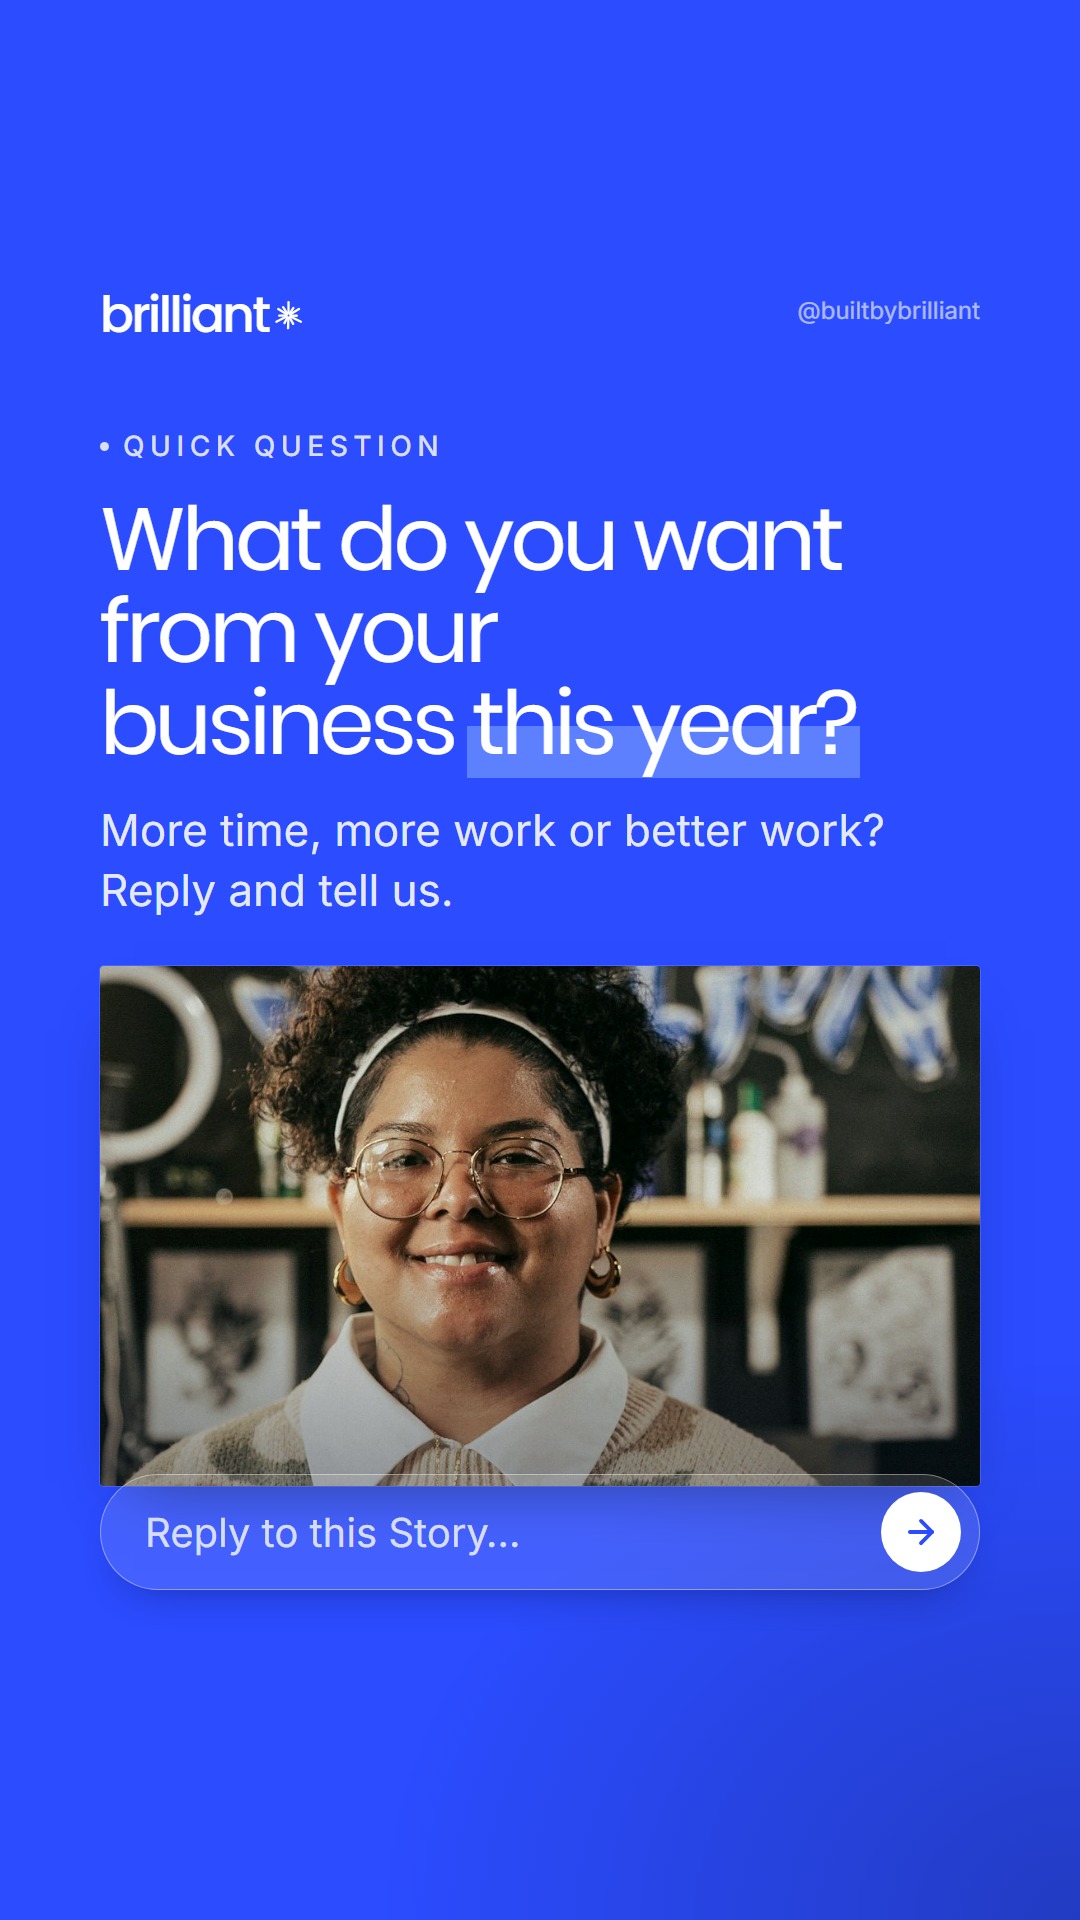 brilliant
@builtbybrilliant
• QUICK QUESTION
What do you want
from your
business this year?
More time, more work or better work?
Reply and tell us.
Reply to this Story...